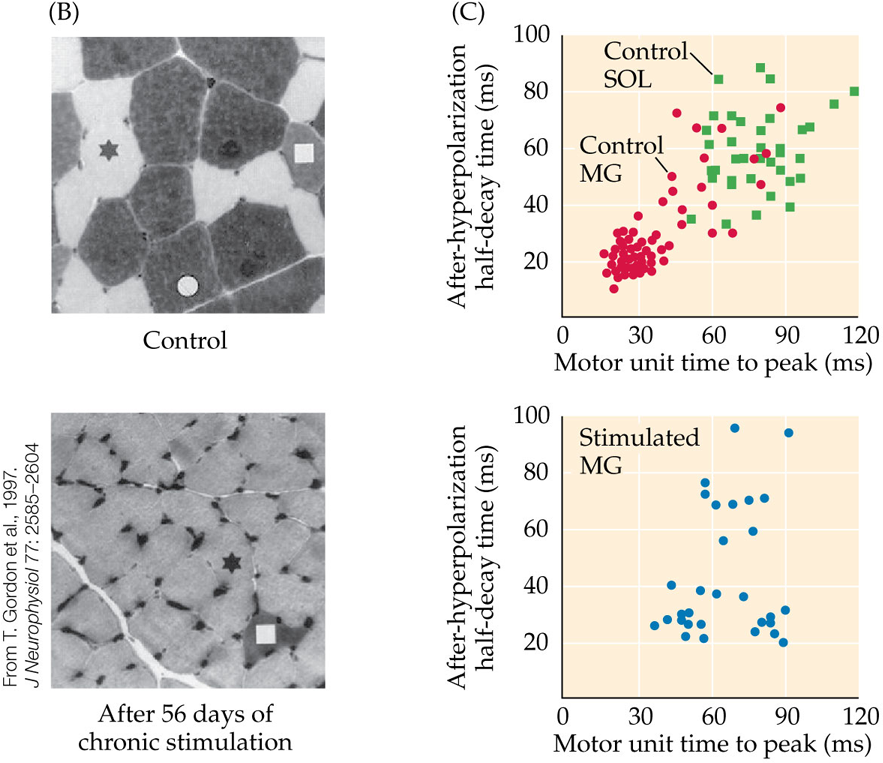 (B)
Control
After 56 days of
chronic stimulation
From T. Gordon et al., 1997.
J Neurophysiol 77: 2585–2604
(C)
After-hyperpolarization
half-decay time (ms)
100
80
60
40
20
Control
SOL
Control
MG
0
30
60
90
120
Motor unit time to peak (ms)
After-hyperpolarization
half-decay time (ms)
100
80
60
40
20
Stimulated
MG
0
30
60
90
120
Motor unit time to peak (ms)